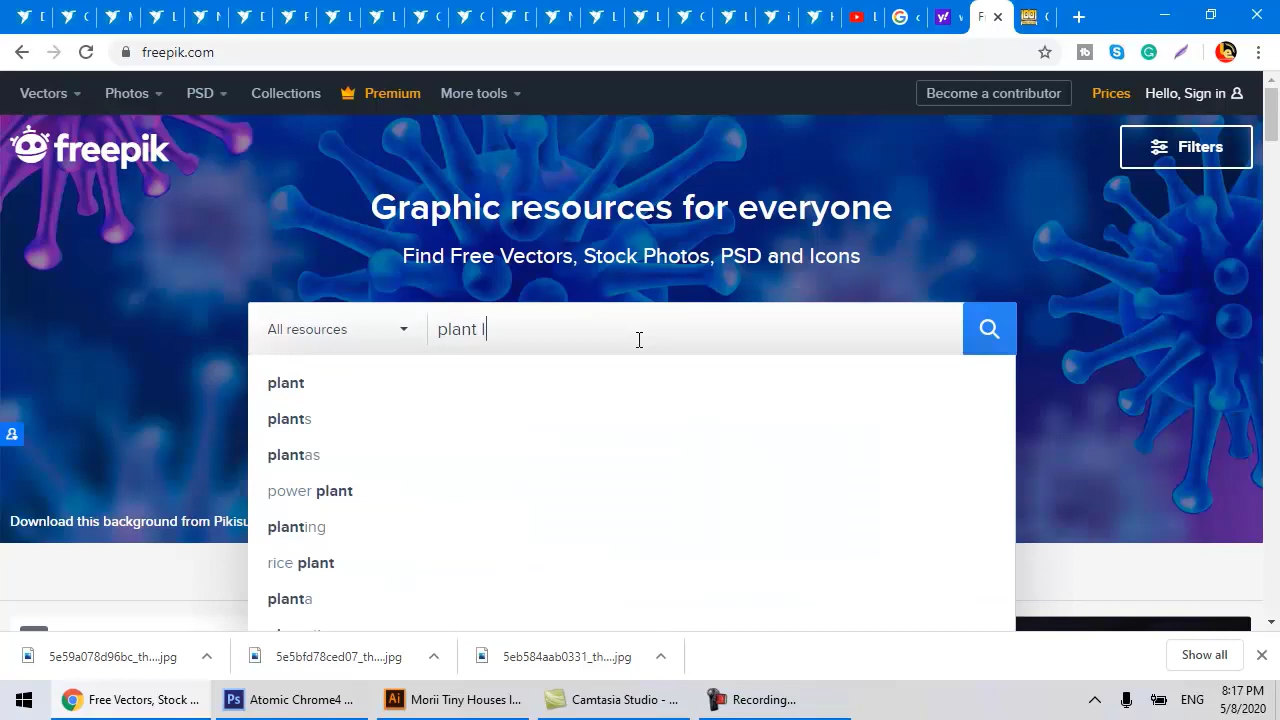 freepik.com
Vectors Photos PSD Collections Premium More tools Become a contributor Prices Hello, Sign in
freepik
Filters
Graphic resources for everyone
Find Free Vectors, Stock Photos, PSD and Icons
All resources plant l
plant
plants
plantas
power plant
planting
rice plant
planta
Download this background from Pikisu
5e59a078d96bc_th....jpg 5e5bfd78ced07_th....jpg 5eb584aab0331_th....jpg Show all
Free Vectors, Stock ... Atomic Chrome4 ... Morii Tiny Houses I... Camtasia Studio - ... Recording... ENG
8:17 PM
5/8/2020